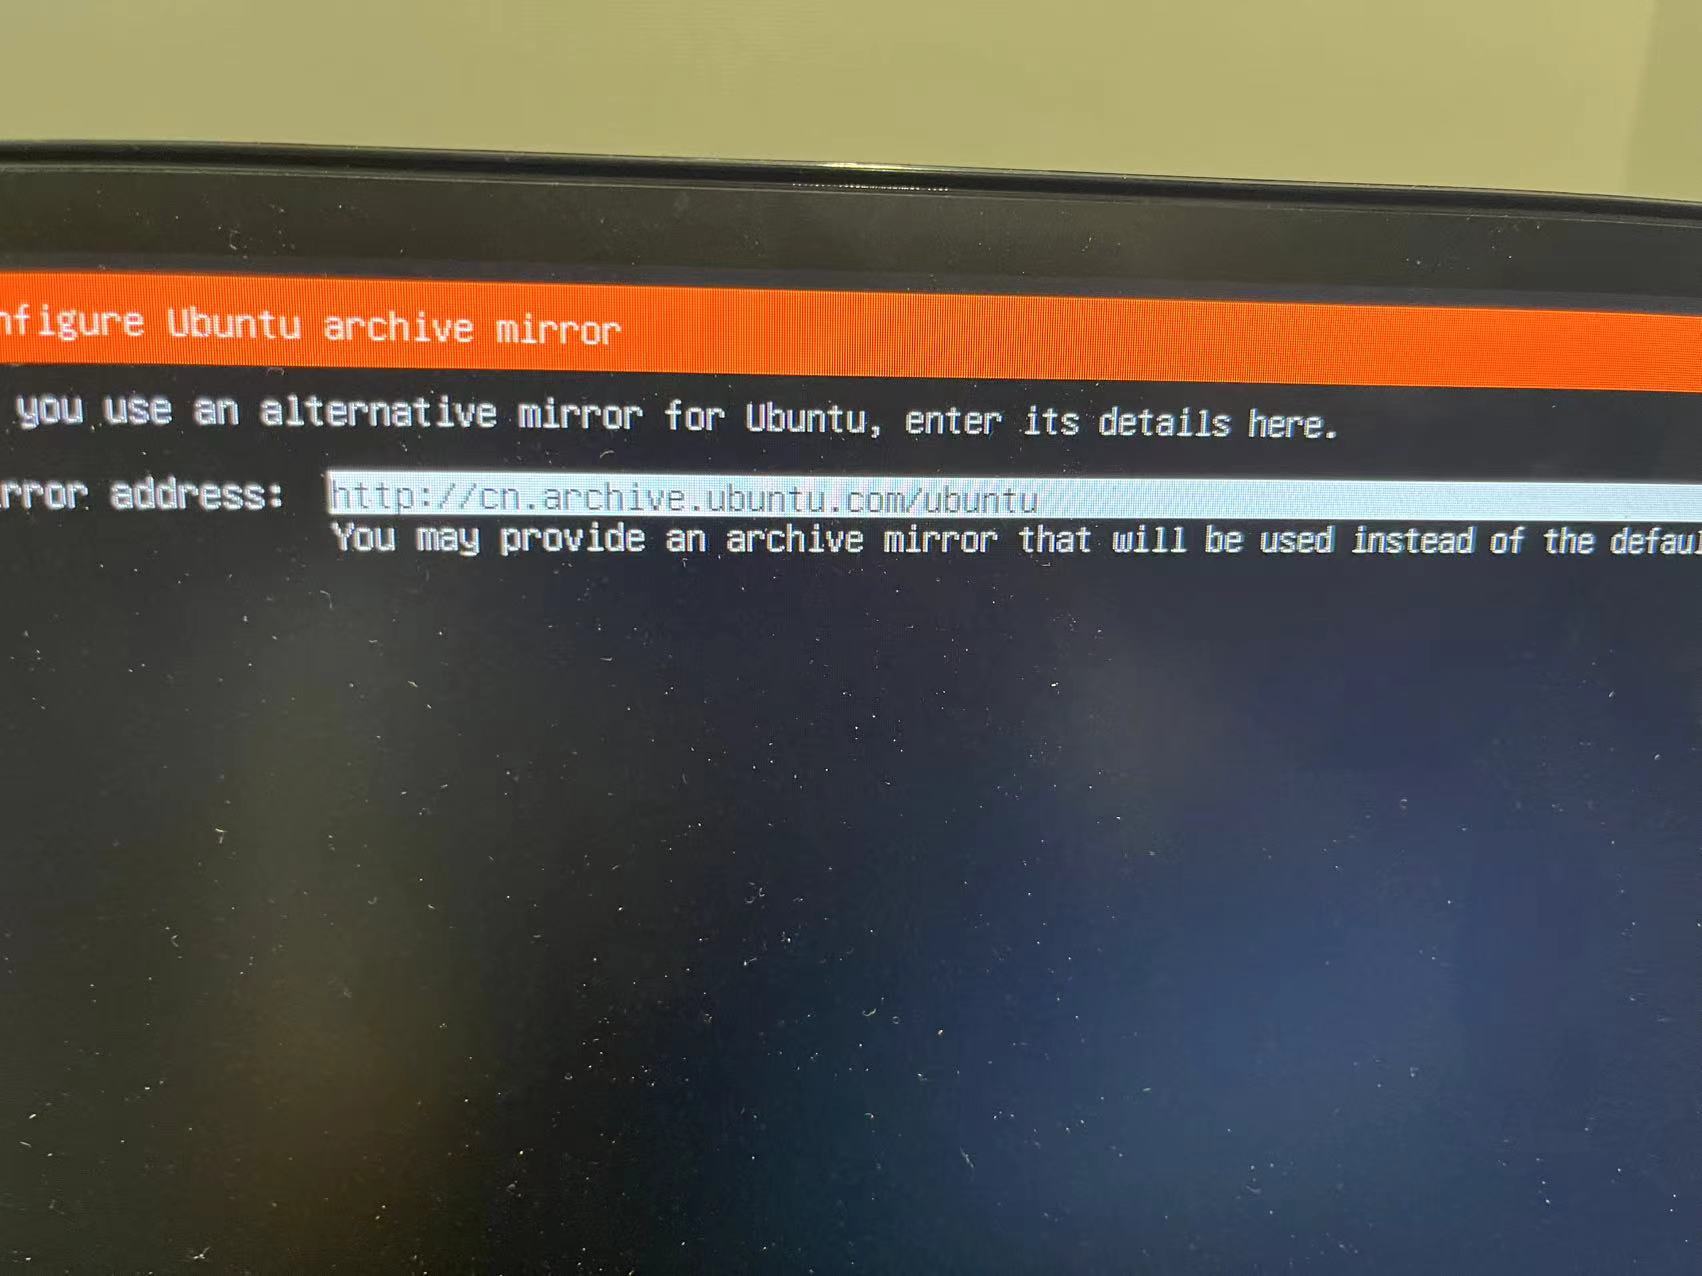 nfigure Ubuntu archive mirror
you use an alternative mirror for Ubuntu, enter its details here.
rror address: http://cn.archive.ubuntu.com/ubuntu
You may provide an archive mirror that will be used instead of the defaul